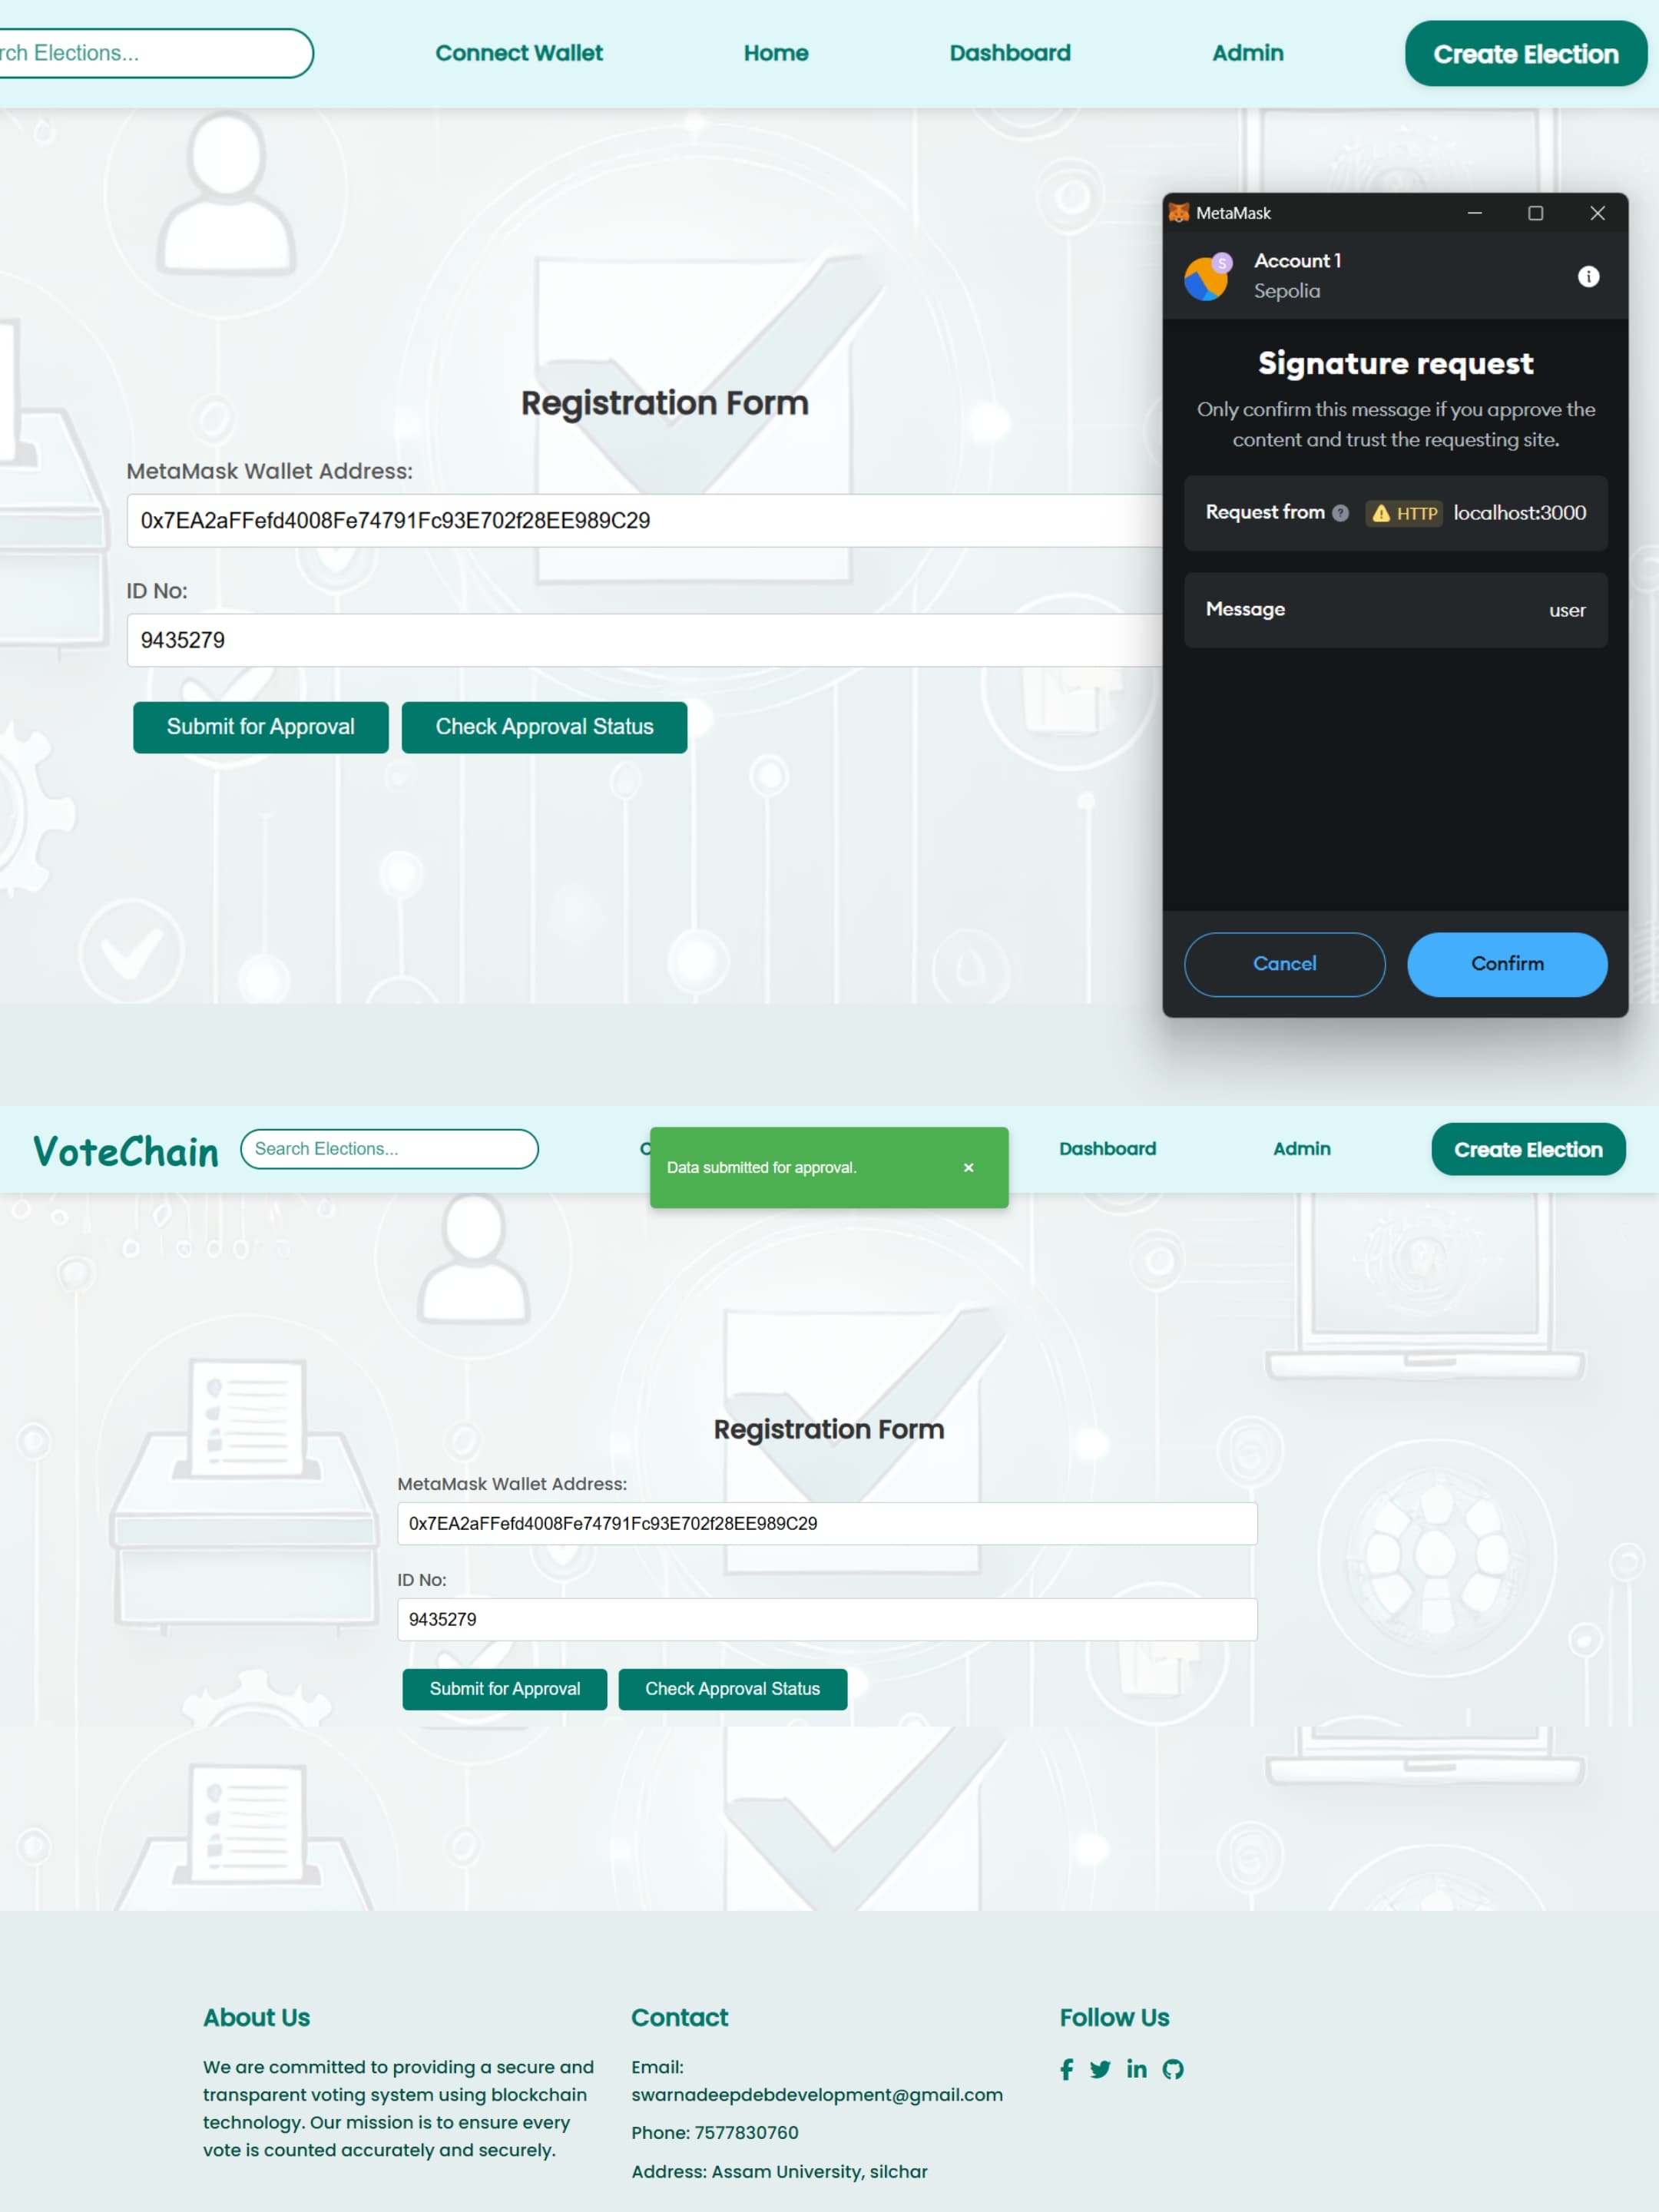 rch Elections...
Connect Wallet
Home
Dashboard
Admin
Create Election
Registration Form
MetaMask Wallet Address:
0x7EA2aFFefd4008Fe74791Fc93E702f28EE989C29
ID No:
9435279
Submit for Approval
Check Approval Status
MetaMask
S
Account 1
Sepolia
Signature request
Only confirm this message if you approve the
content and trust the requesting site.
Request from ? HTTP localhost:3000
Message user
Cancel
Confirm
VoteChain
Search Elections...
C
Data submitted for approval. ×
Dashboard
Admin
Create Election
Registration Form
MetaMask Wallet Address:
0x7EA2aFFefd4008Fe74791Fc93E702f28EE989C29
ID No:
9435279
Submit for Approval
Check Approval Status
About Us
We are committed to providing a secure and
transparent voting system using blockchain
technology. Our mission is to ensure every
vote is counted accurately and securely.
Contact
Email:
swarnadeepdebdevelopment@gmail.com
Phone: 7577830760
Address: Assam University, silchar
Follow Us